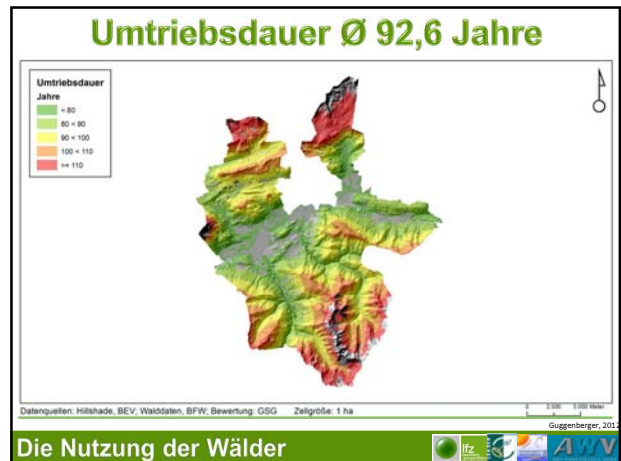 Umtriebsdauer Ø 92,6 Jahre
Umtriebsdauer
Jahre
< 80
80 < 90
90 < 100
100 < 110
>= 110
Datenquellen: Hillshade, BEV; Walddaten, BFW; Bewertung: GSG Zellgröße: 1 ha
0 2.500 5.000 Meter
Guggenberger, 2012
Die Nutzung der Wälder
lfz
AWV